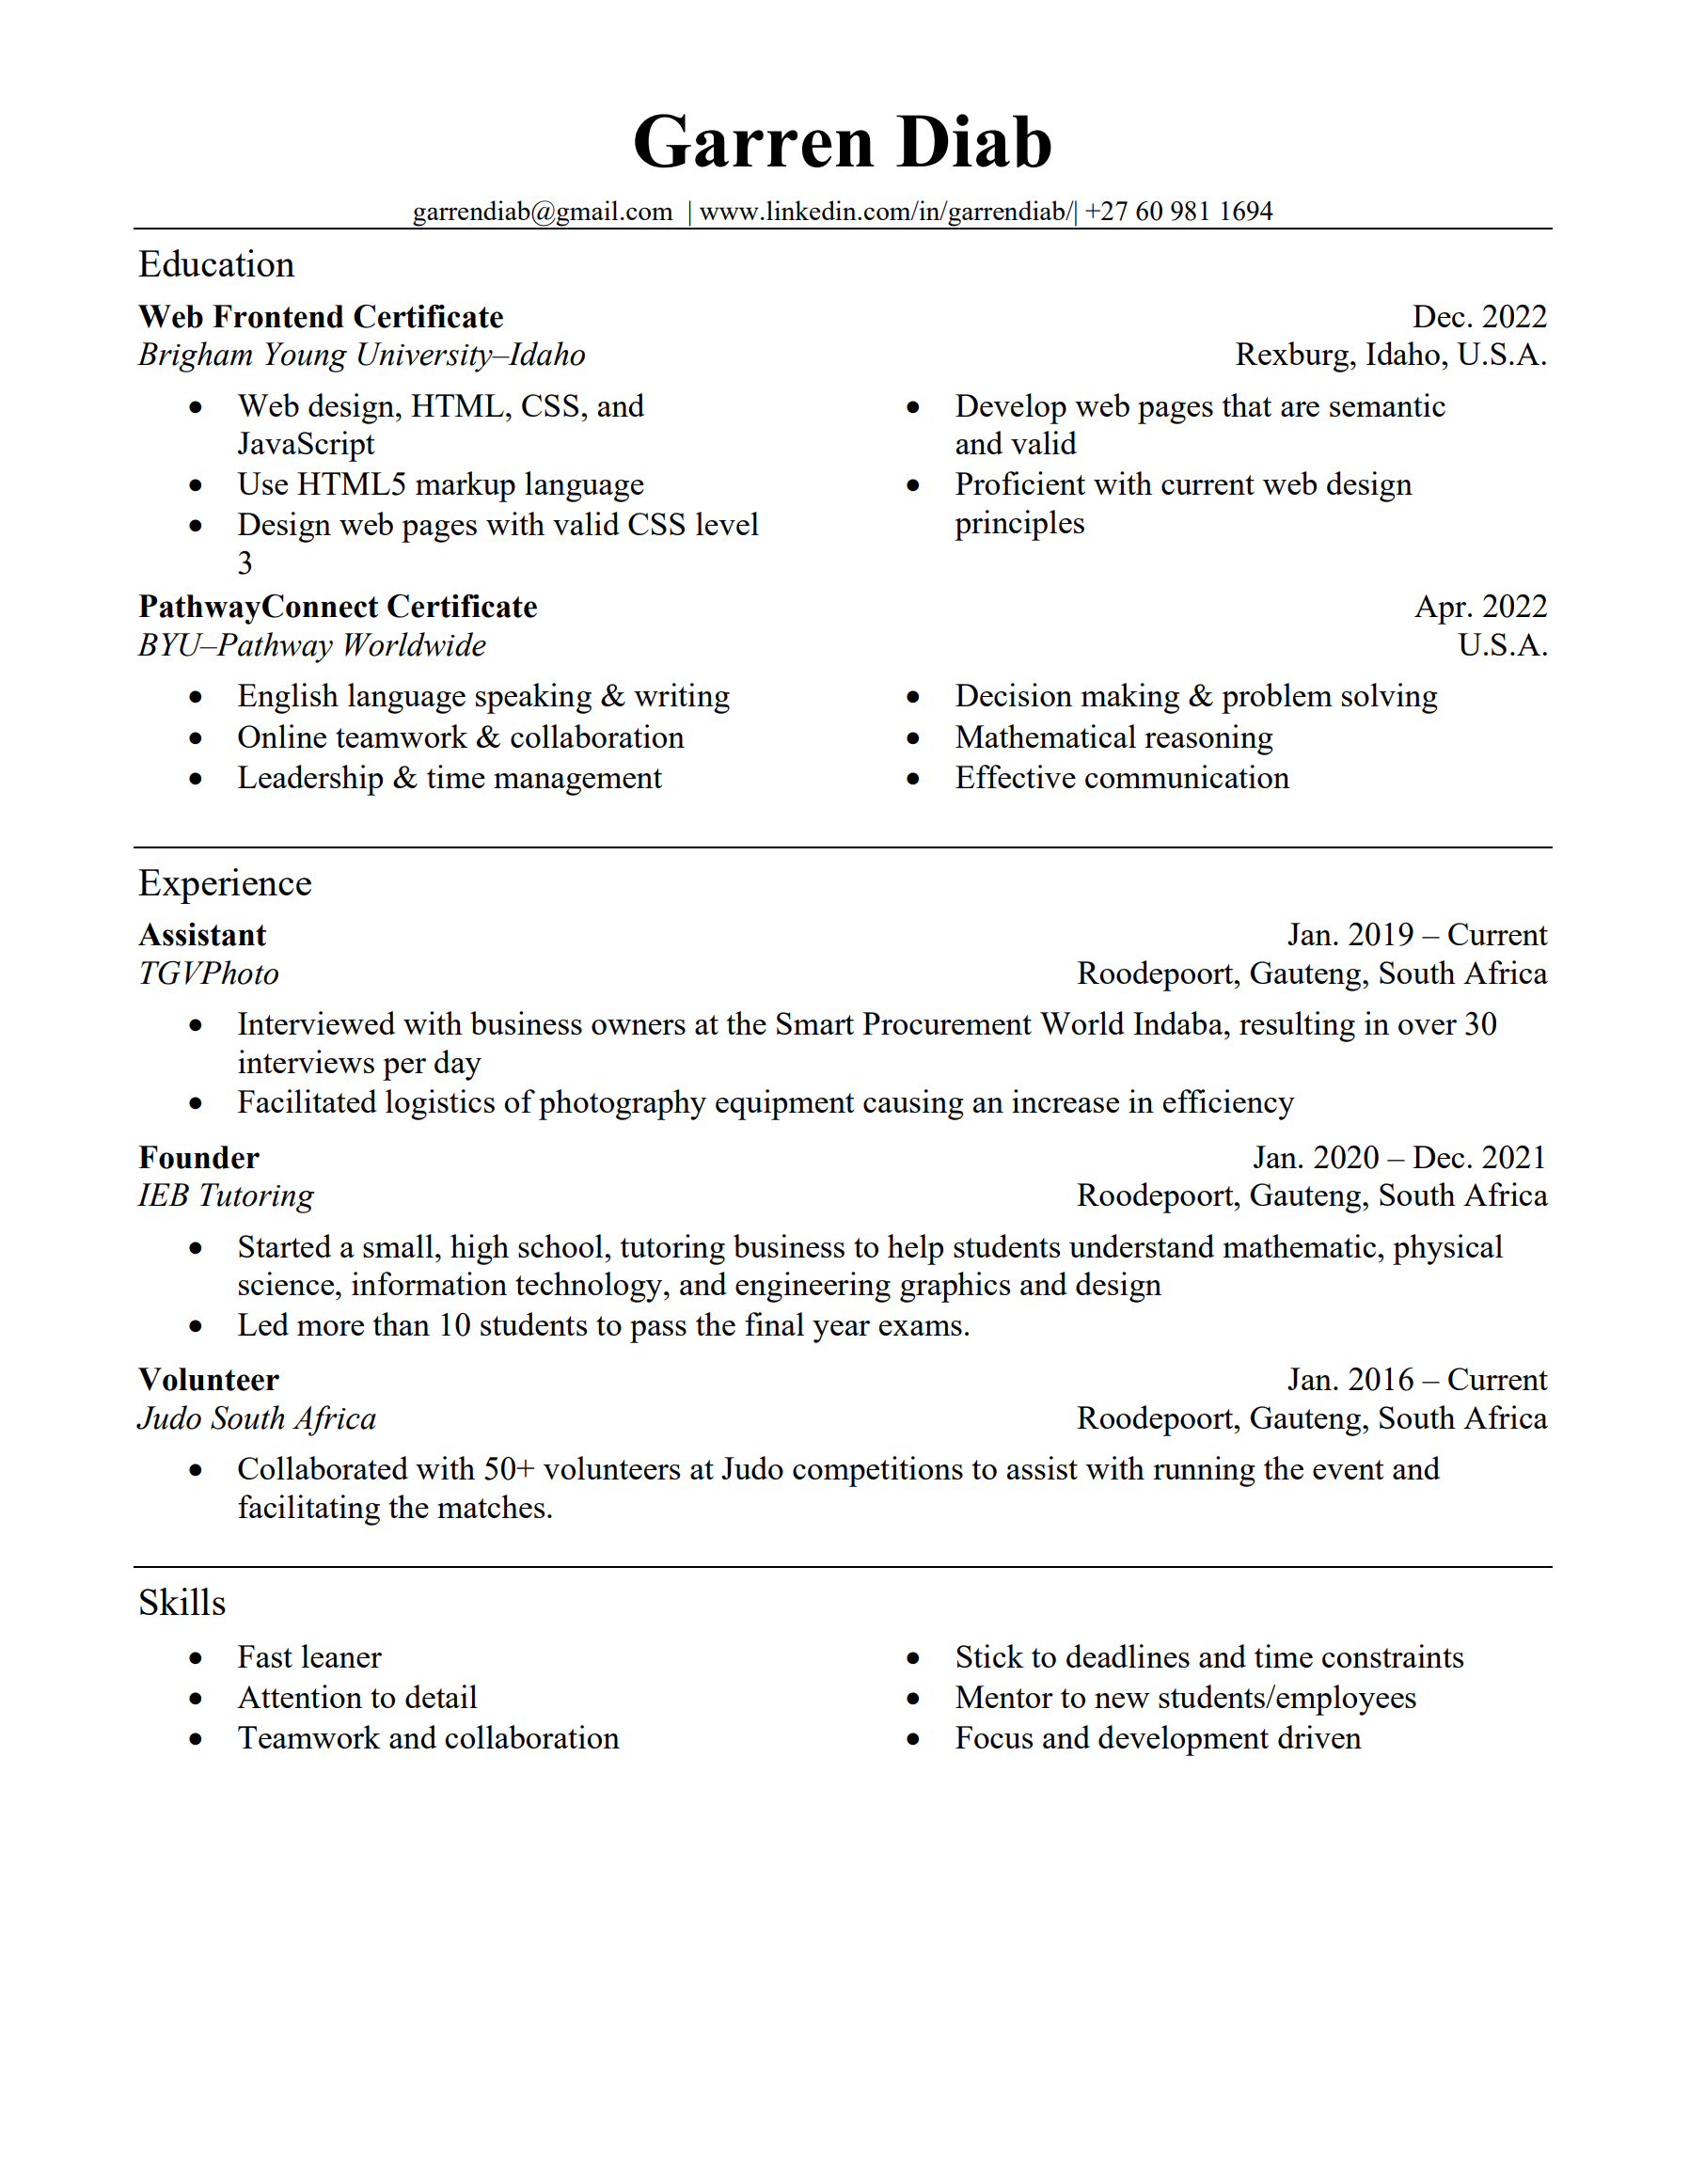 Garren Diab
garrendiab@gmail.com | www.linkedin.com/in/garrendiab/| +27 60 981 1694
Education
Web Frontend Certificate Dec. 2022
Brigham Young University–Idaho Rexburg, Idaho, U.S.A.
• Web design, HTML, CSS, and
JavaScript
• Use HTML5 markup language
• Design web pages with valid CSS level
3
• Develop web pages that are semantic
and valid
• Proficient with current web design
principles
PathwayConnect Certificate Apr. 2022
BYU–Pathway Worldwide U.S.A.
• English language speaking & writing
• Online teamwork & collaboration
• Leadership & time management
• Decision making & problem solving
• Mathematical reasoning
• Effective communication
Experience
Assistant Jan. 2019 – Current
TGVPhoto Roodepoort, Gauteng, South Africa
• Interviewed with business owners at the Smart Procurement World Indaba, resulting in over 30
interviews per day
• Facilitated logistics of photography equipment causing an increase in efficiency
Founder Jan. 2020 – Dec. 2021
IEB Tutoring Roodepoort, Gauteng, South Africa
• Started a small, high school, tutoring business to help students understand mathematic, physical
science, information technology, and engineering graphics and design
• Led more than 10 students to pass the final year exams.
Volunteer Jan. 2016 – Current
Judo South Africa Roodepoort, Gauteng, South Africa
• Collaborated with 50+ volunteers at Judo competitions to assist with running the event and
facilitating the matches.
Skills
• Fast leaner
• Attention to detail
• Teamwork and collaboration
• Stick to deadlines and time constraints
• Mentor to new students/employees
• Focus and development driven